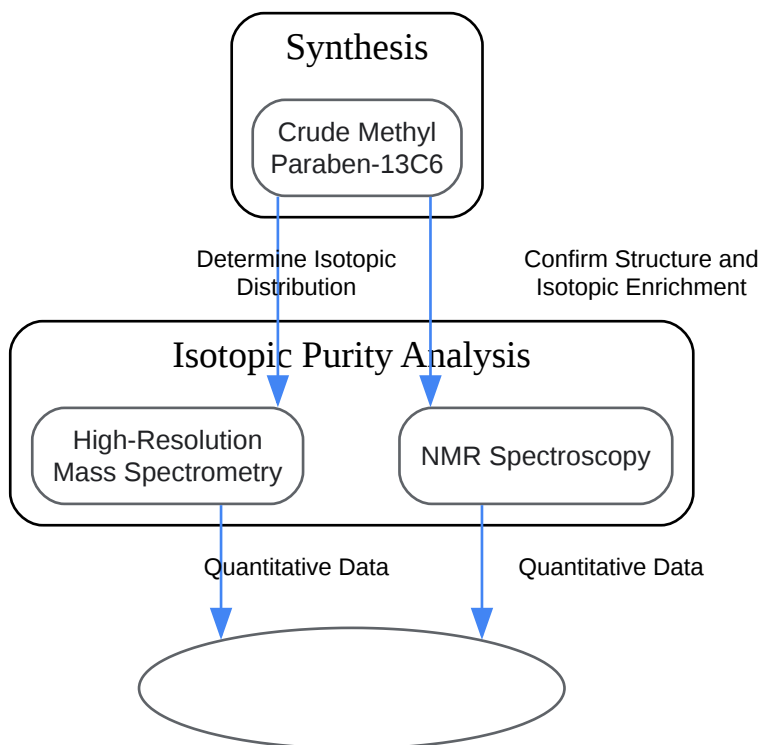 Synthesis
Crude Methyl
Paraben-13C6
Determine Isotopic
Distribution
Confirm Structure and
Isotopic Enrichment
Isotopic Purity Analysis
High-Resolution
Mass Spectrometry
NMR Spectroscopy
Quantitative Data
Quantitative Data